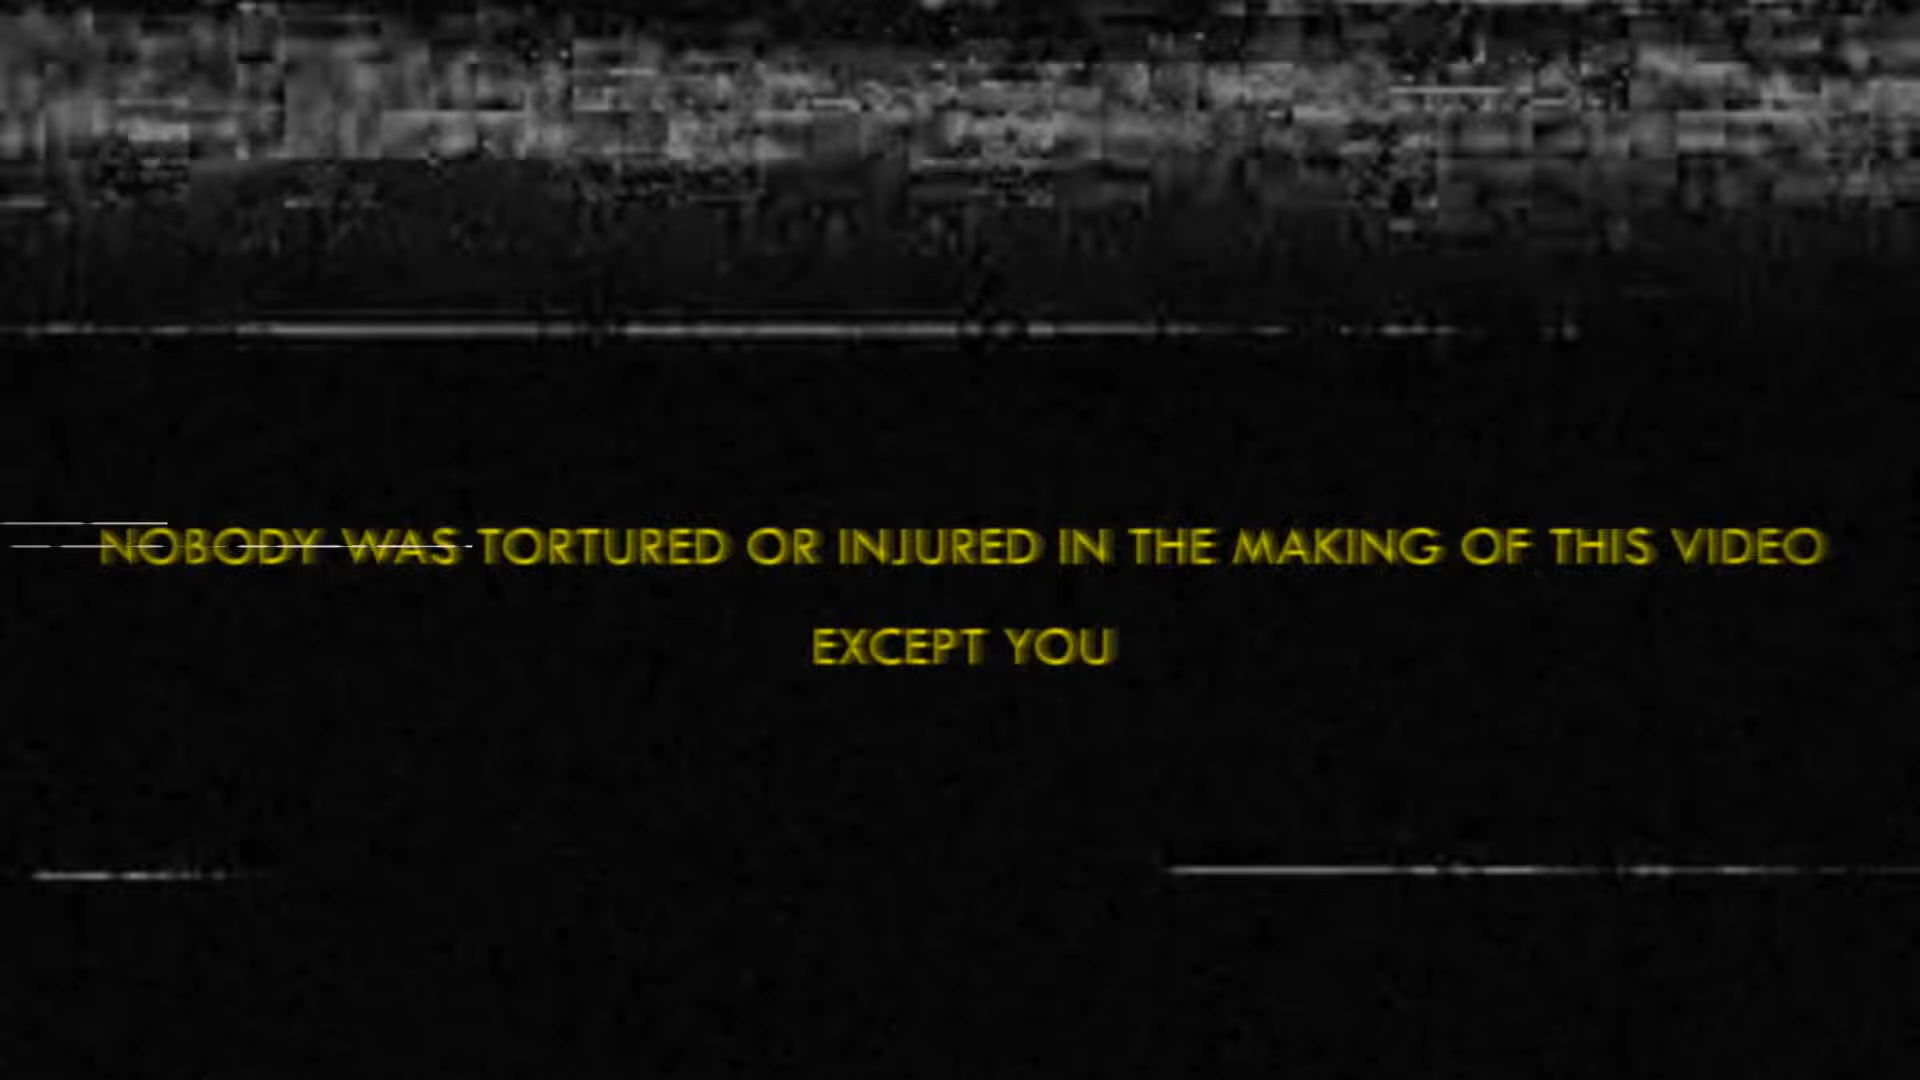 NOBODY WAS TORTURED OR INJURED IN THE MAKING OF THIS VIDEO
EXCEPT YOU